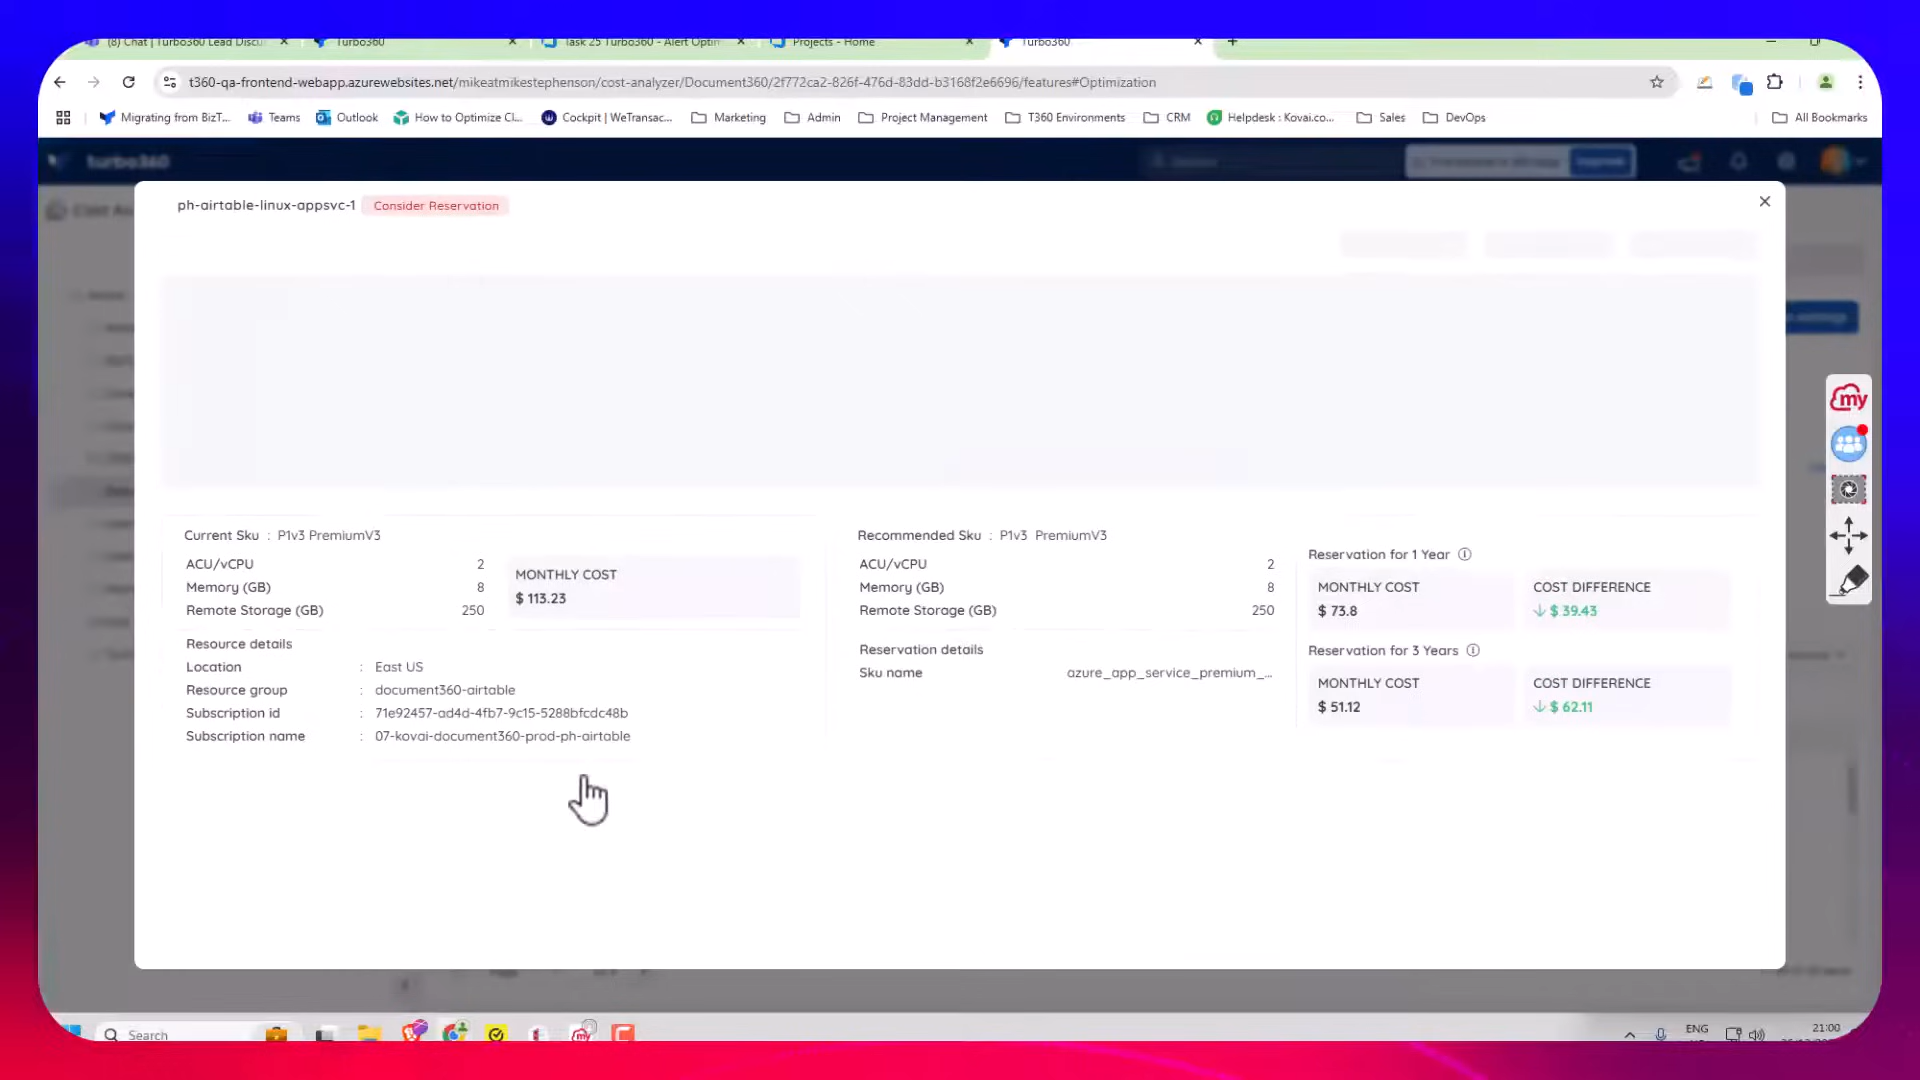 (8) Chat | Turbo360 Lead Discu
Turbo360
Task 25 Turbo360 - Alert Optim
Projects - Home
Turbo360
t360-qa-frontend-webapp.azurewebsites.net/mikeatmikestephenson/cost-analyzer/Document360/2f772ca2-826f-476d-83dd-b3168f2e6696/features#Optimization
Migrating from BizT...
Teams
Outlook
How to Optimize Cl...
Cockpit | WeTransac...
Marketing
Admin
Project Management
T360 Environments
CRM
Helpdesk : Kovai.co...
Sales
DevOps
All Bookmarks
turbo360
ph-airtable-linux-appsvc-1
Consider Reservation
Current Sku : P1v3 PremiumV3
ACU/vCPU 2
Memory (GB) 8
Remote Storage (GB) 250
MONTHLY COST
$ 113.23
Resource details
Location : East US
Resource group : document360-airtable
Subscription id : 71e92457-ad4d-4fb7-9c15-5288bfcdc48b
Subscription name : 07-kovai-document360-prod-ph-airtable
Recommended Sku : P1v3 PremiumV3
ACU/vCPU 2
Memory (GB) 8
Remote Storage (GB) 250
Reservation details
Sku name azure_app_service_premium_...
Reservation for 1 Year
MONTHLY COST
$ 73.8
COST DIFFERENCE
$ 39.43
Reservation for 3 Years
MONTHLY COST
$ 51.12
COST DIFFERENCE
$ 62.11
my
Search
ENG
21:00